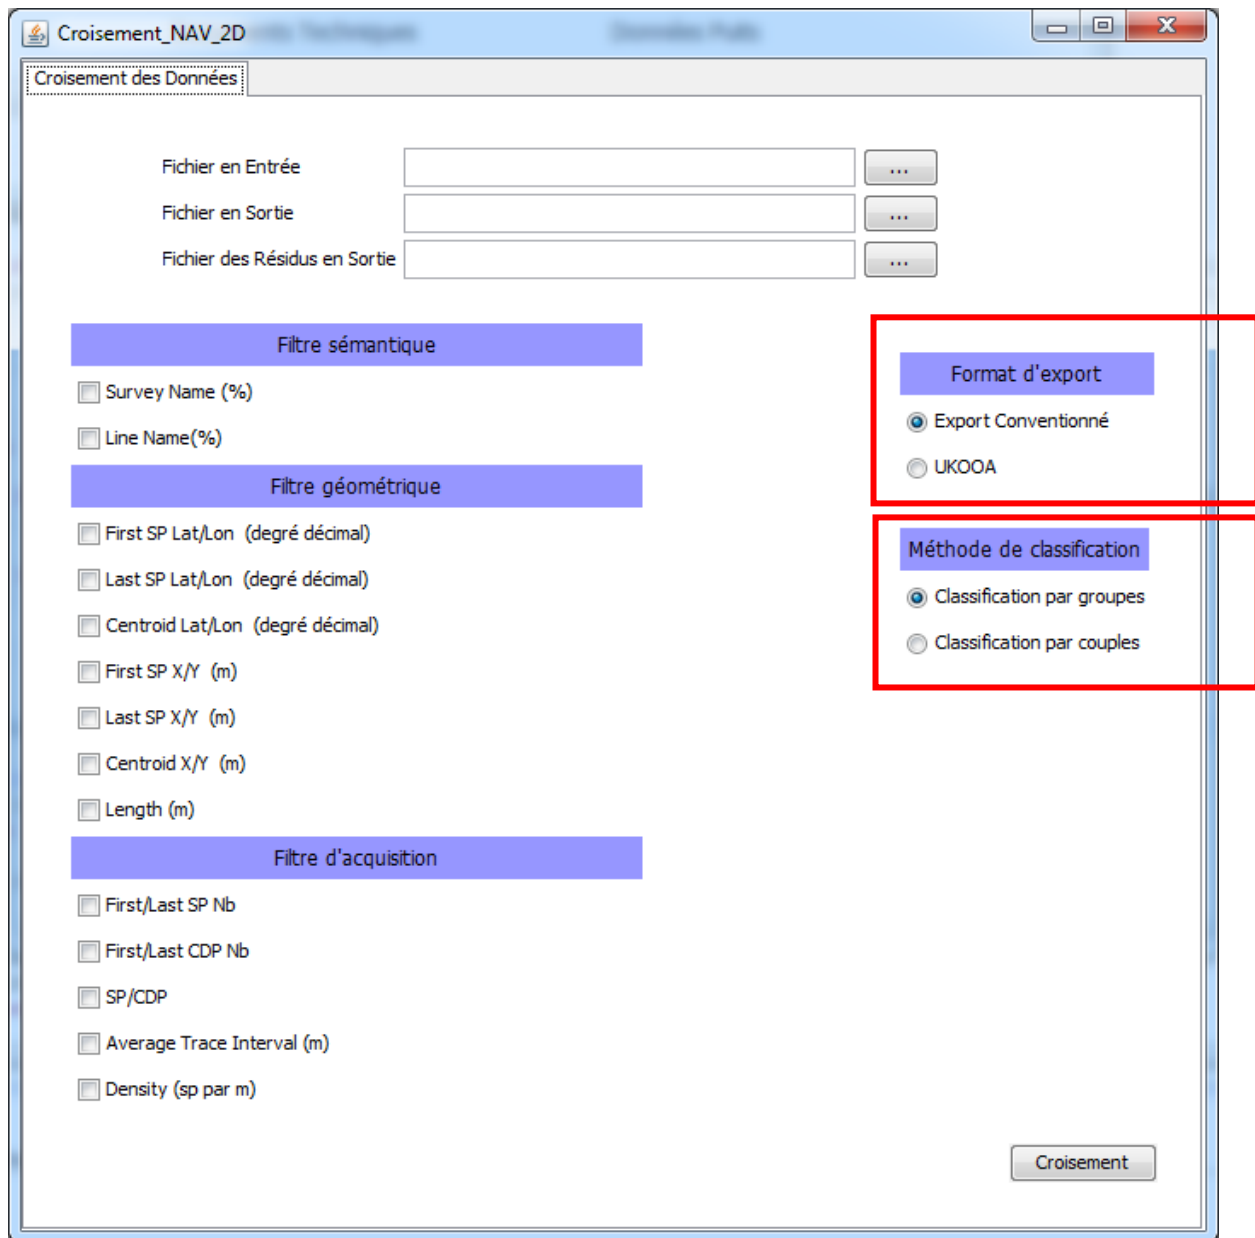 Croisement_NAV_2D
Croisement des Données
Fichier en Entrée
...
Fichier en Sortie
...
Fichier des Résidus en Sortie
...
Filtre sémantique
Survey Name (%)
Line Name(%)
Filtre géométrique
First SP Lat/Lon (degré décimal)
Last SP Lat/Lon (degré décimal)
Centroid Lat/Lon (degré décimal)
First SP X/Y (m)
Last SP X/Y (m)
Centroid X/Y (m)
Length (m)
Filtre d'acquisition
First/Last SP Nb
First/Last CDP Nb
SP/CDP
Average Trace Interval (m)
Density (sp par m)
Format d'export
Export Conventionné
UKOOA
Méthode de classification
Classification par groupes
Classification par couples
Croisement